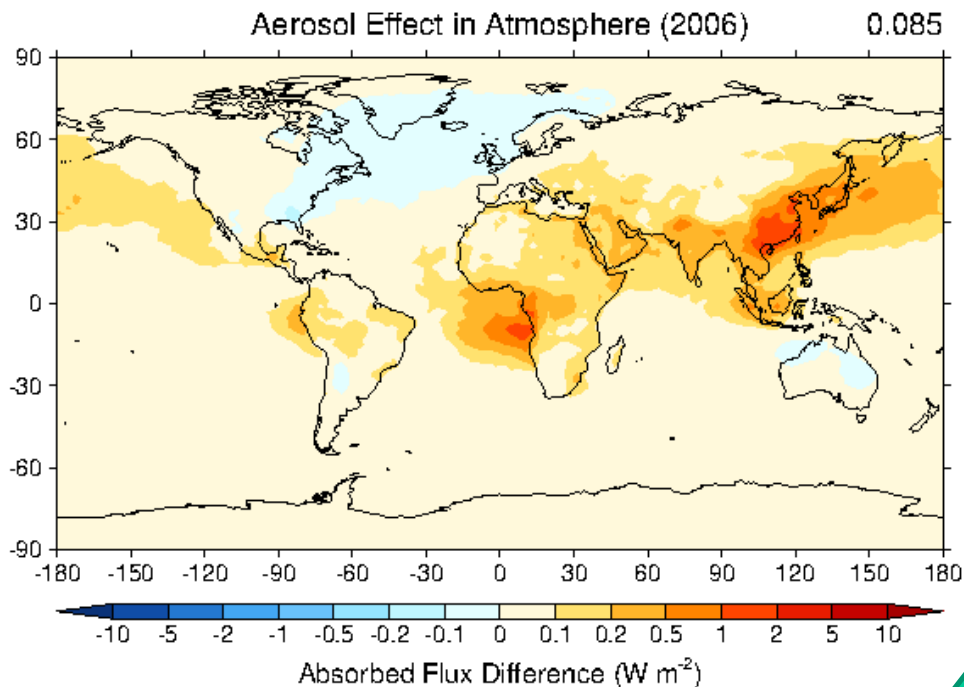 Aerosol Effect in Atmosphere (2006) 0.085
90
60
30
0
-30
-60
-90
-180 -150 -120 -90 -60 -30 0 30 60 90 120 150 180
-10 -5 -2 -1 -0.5 -0.2 -0.1 0 0.1 0.2 0.5 1 2 5 10
Absorbed Flux Difference (W m⁻²)